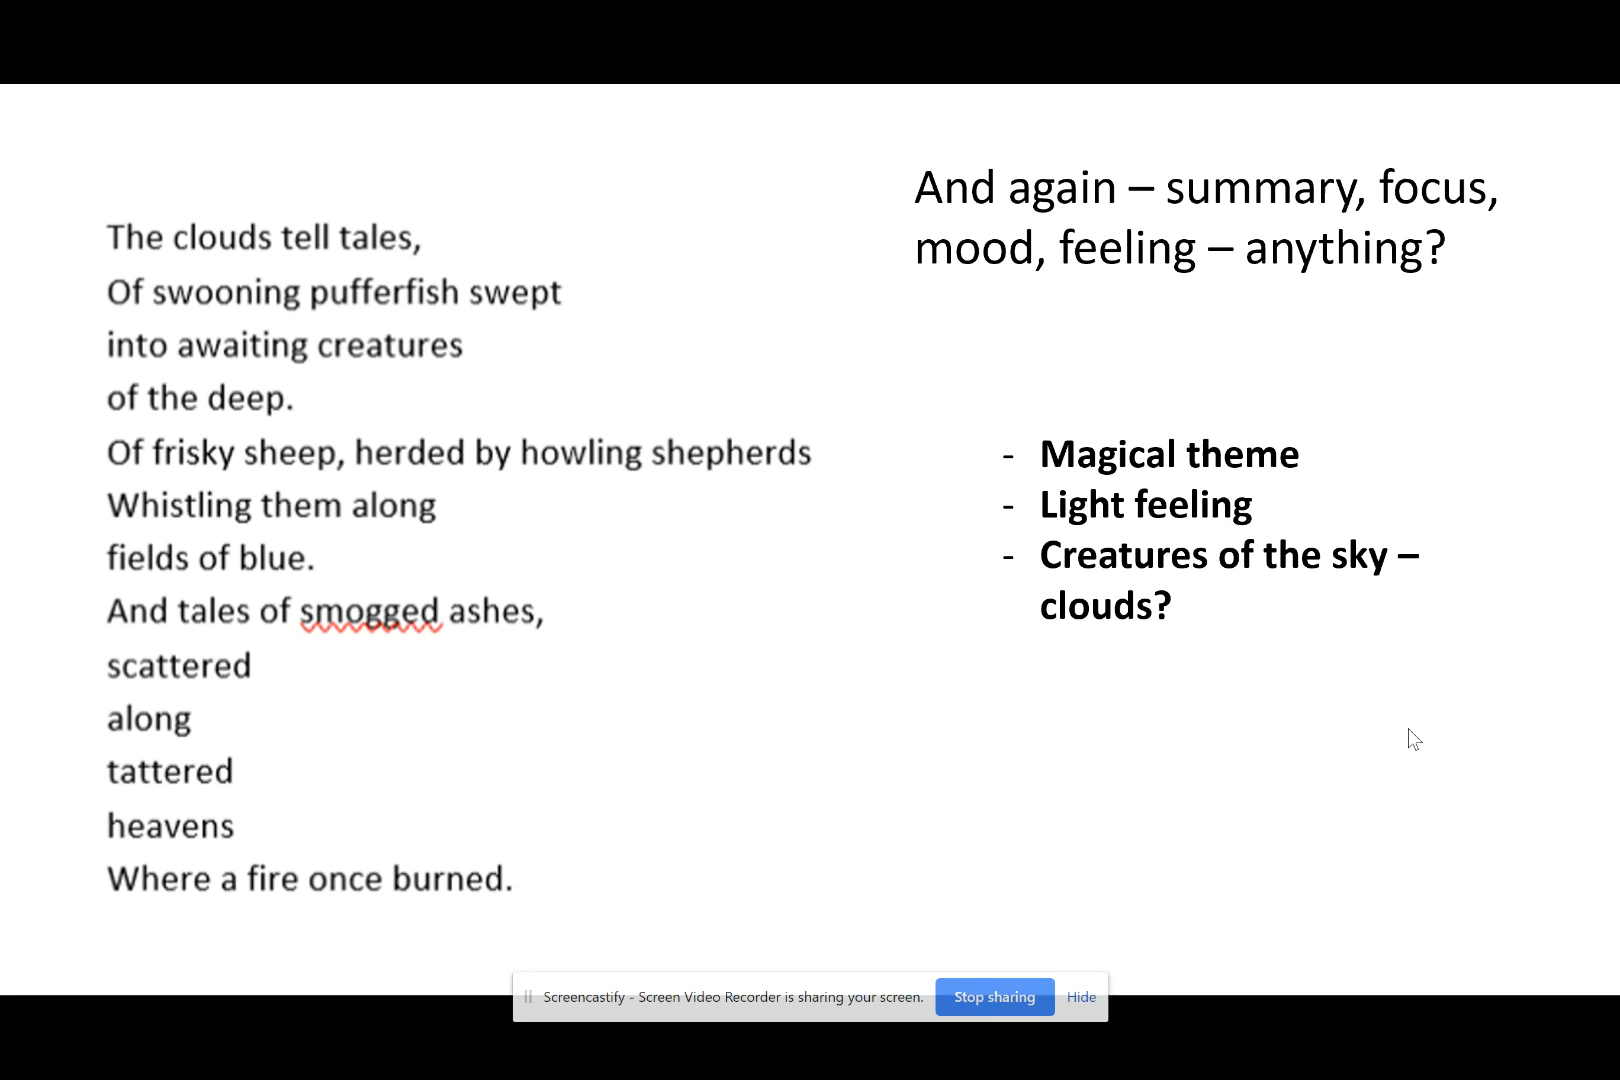 The clouds tell tales,
Of swooning pufferfish swept
into awaiting creatures
of the deep.
Of frisky sheep, herded by howling shepherds
Whistling them along
fields of blue.
And tales of smogged ashes,
scattered
along
tattered
heavens
Where a fire once burned.
And again – summary, focus,
mood, feeling – anything?
- Magical theme
- Light feeling
- Creatures of the sky –
clouds?
Screencastify - Screen Video Recorder is sharing your screen. Stop sharing Hide